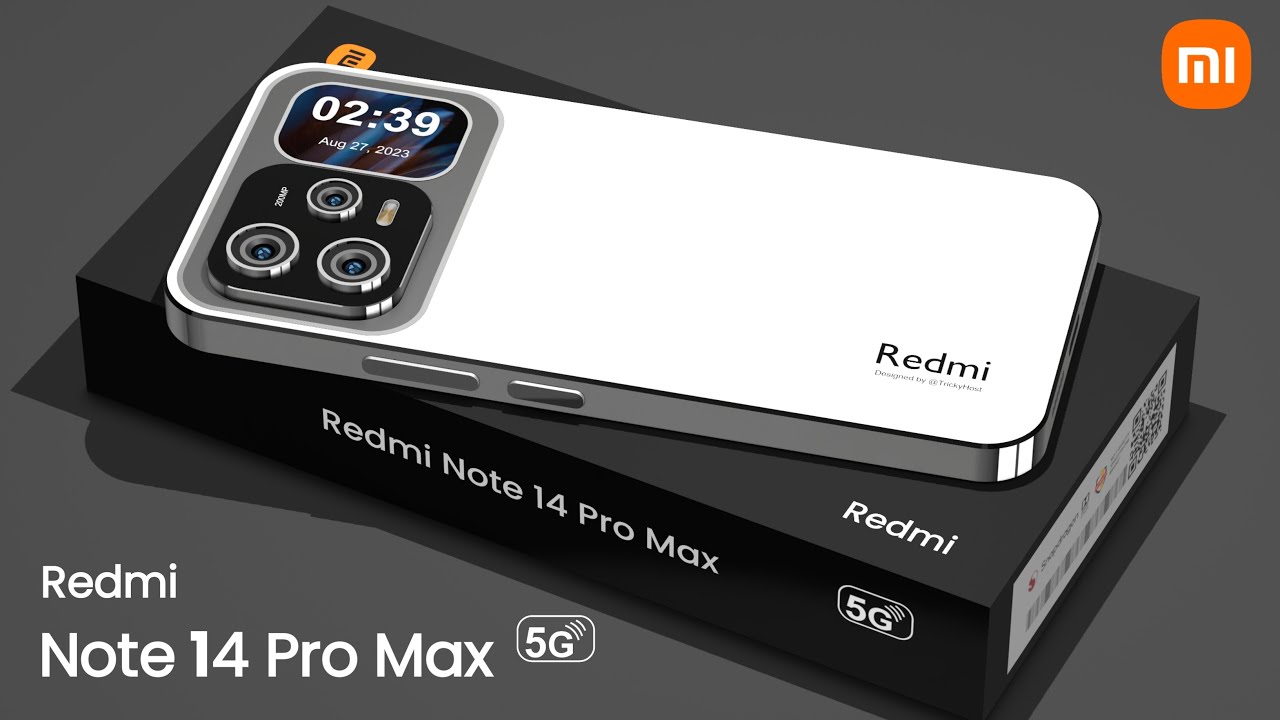 mi
02:39
Aug 27, 2023
200MP
Redmi
Designed by @TrickyHost
Redmi Note 14 Pro Max
Redmi
5G
Snapdragon
Redmi
Note 14 Pro Max 5G